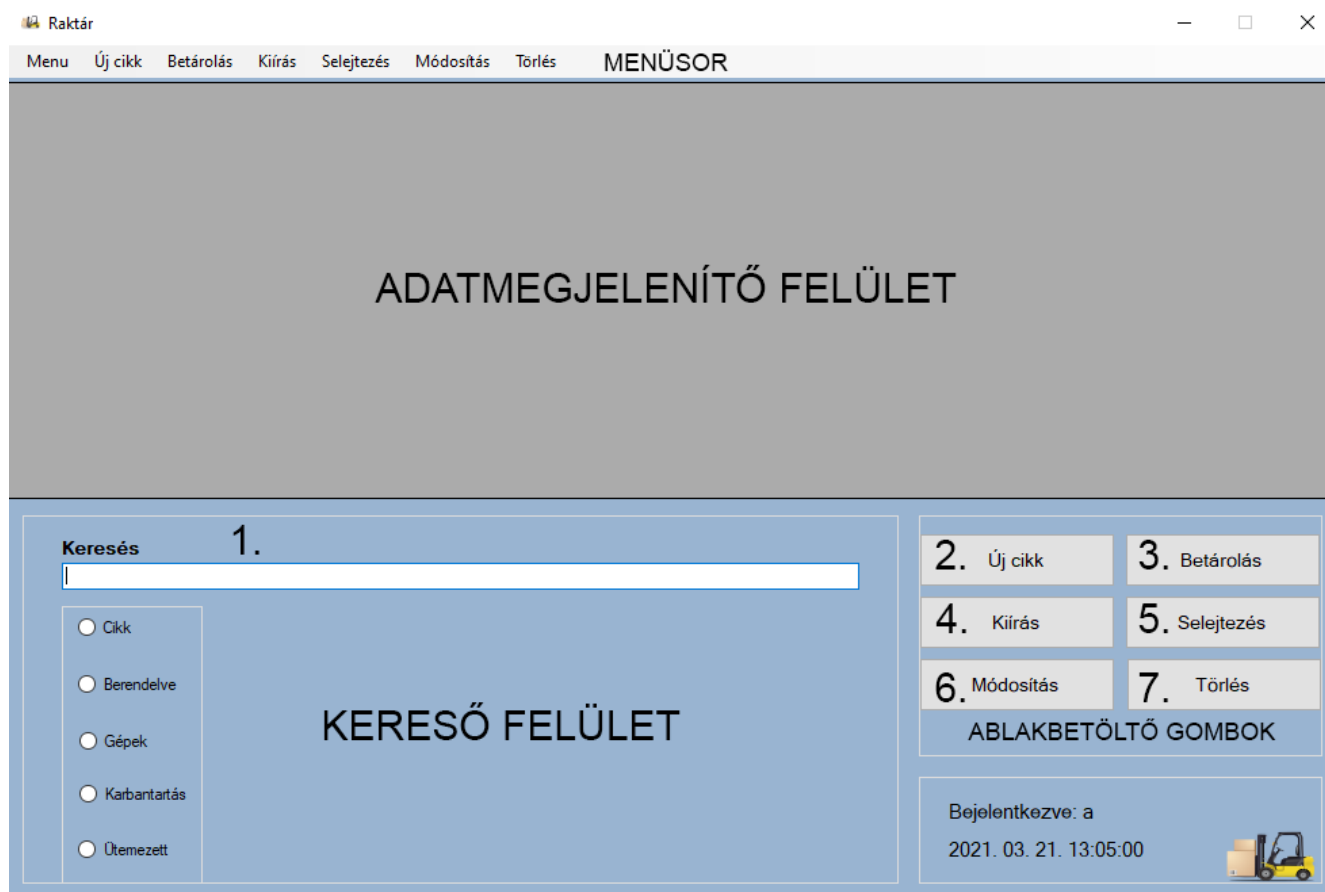 Raktár
Menu Új cikk Betárolás Kiírás Selejtezés Módosítás Törlés MENÜSOR
ADATMEGJELENÍTŐ FELÜLET
Keresés 1.
Cikk
Berendelve
Gépek
Karbantartás
Ütemezett
KERESŐ FELÜLET
2. Új cikk 3. Betárolás
4. Kiírás 5. Selejtezés
6. Módosítás 7. Törlés
ABLAKBETÖLTŐ GOMBOK
Bejelentkezve: a
2021. 03. 21. 13:05:00